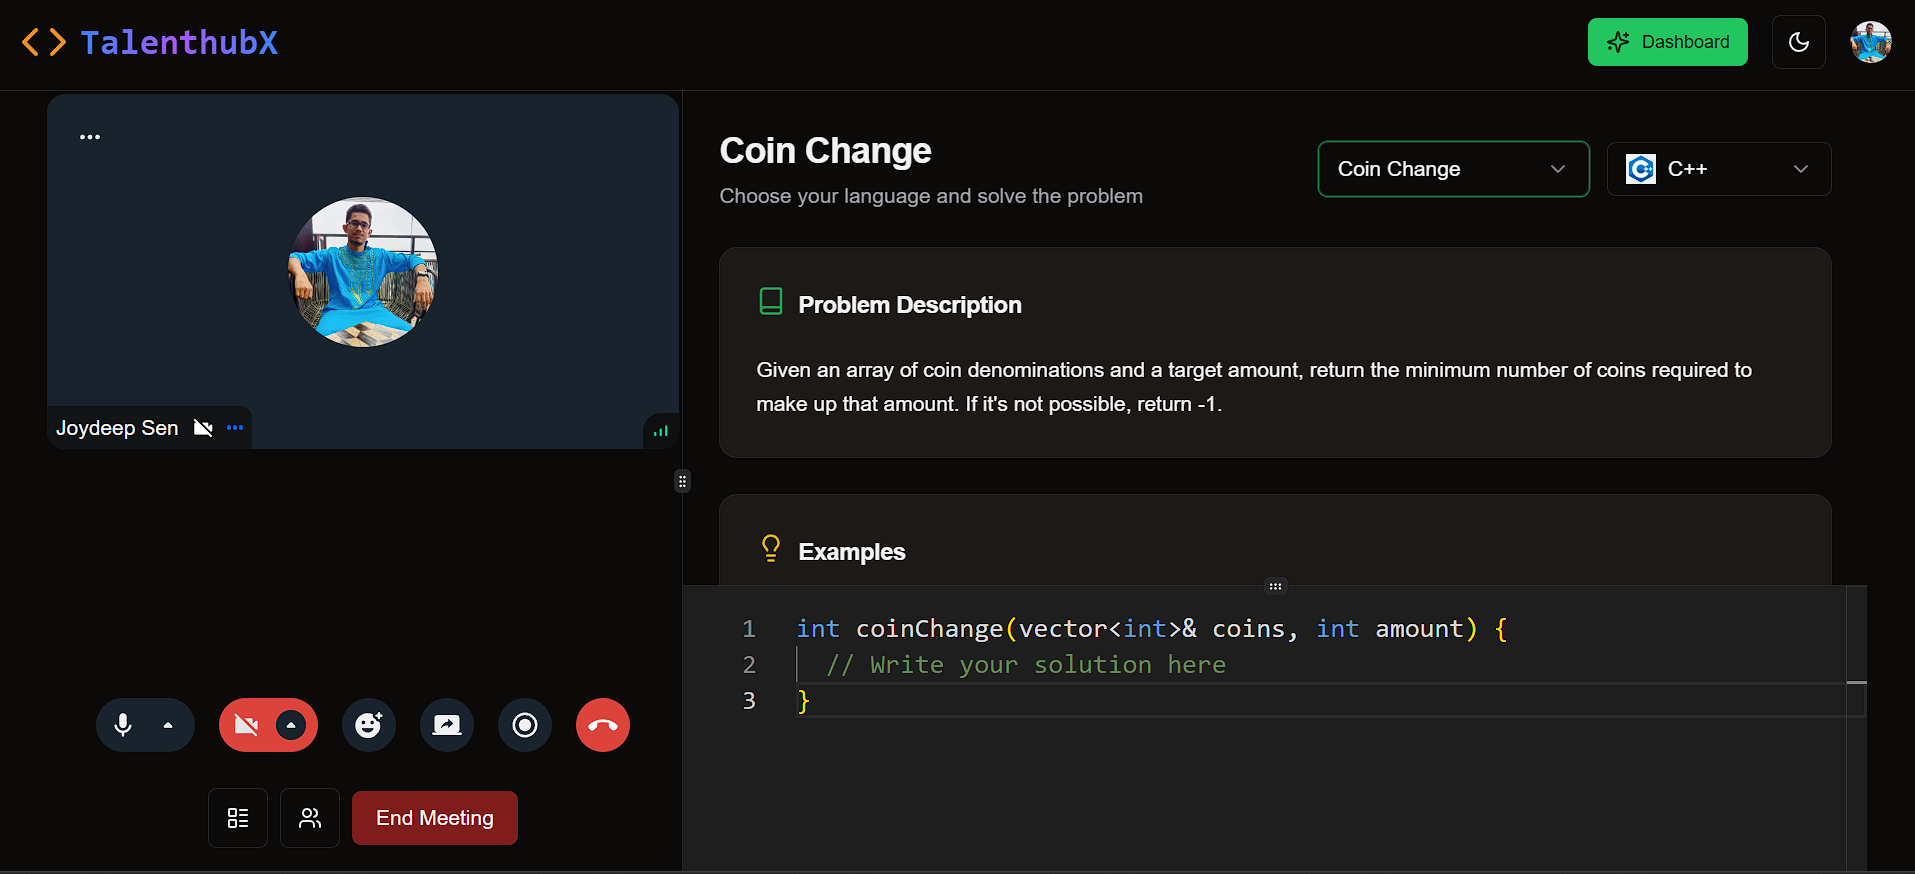 TalenthubX
Dashboard
Joydeep Sen
End Meeting
Coin Change
Choose your language and solve the problem
Coin Change
C++
Problem Description
Given an array of coin denominations and a target amount, return the minimum number of coins required to
make up that amount. If it's not possible, return -1.
Examples
1 int coinChange(vector<int>& coins, int amount) {
2 // Write your solution here
3 }